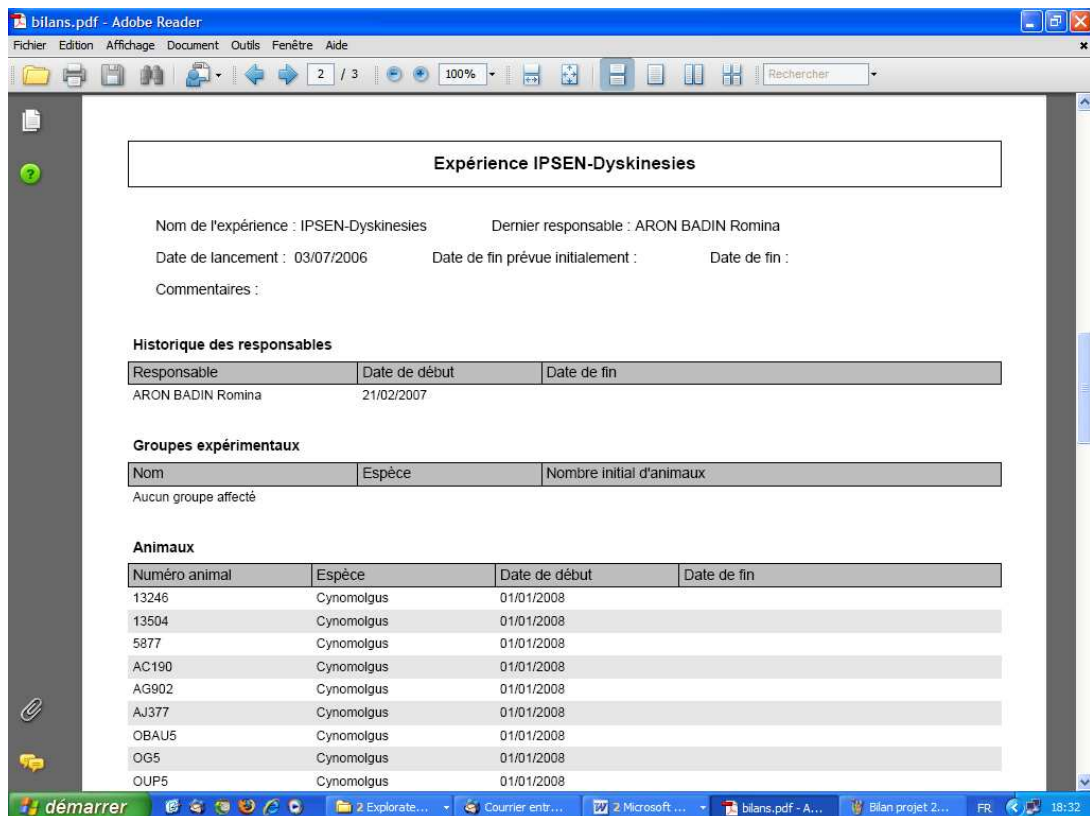 bilans.pdf - Adobe Reader
Fichier Edition Affichage Document Outils Fenêtre Aide
2 / 3 100% Rechercher
Expérience IPSEN-Dyskinesies
Nom de l'expérience : IPSEN-Dyskinesies Dernier responsable : ARON BADIN Romina
Date de lancement : 03/07/2006 Date de fin prévue initialement : Date de fin :
Commentaires :
Historique des responsables
Responsable Date de début Date de fin
ARON BADIN Romina 21/02/2007
Groupes expérimentaux
Nom Espèce Nombre initial d'animaux
Aucun groupe affecté
Animaux
Numéro animal Espèce Date de début Date de fin
13246 Cynomolgus 01/01/2008
13504 Cynomolgus 01/01/2008
5877 Cynomolgus 01/01/2008
AC190 Cynomolgus 01/01/2008
AG902 Cynomolgus 01/01/2008
AJ377 Cynomolgus 01/01/2008
OBAU5 Cynomolgus 01/01/2008
OG5 Cynomolgus 01/01/2008
OUP5 Cynomolgus 01/01/2008
démarrer 2 Explorate... Courrier entr... 2 Microsoft ... bilans.pdf - A... Bilan projet 2... FR 18:32